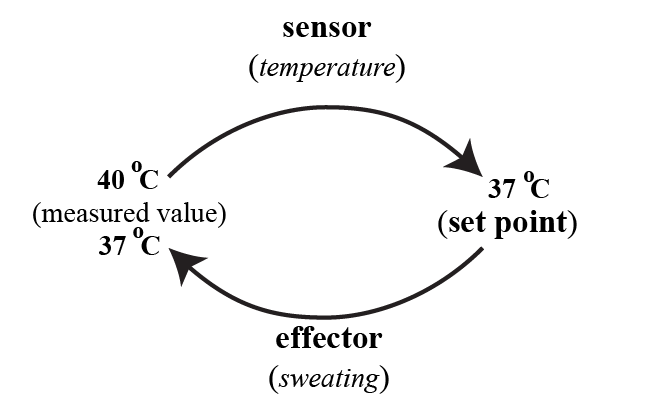 sensor
(temperature)
40 °C
(measured value)
37 °C
37 °C
(set point)
effector
(sweating)